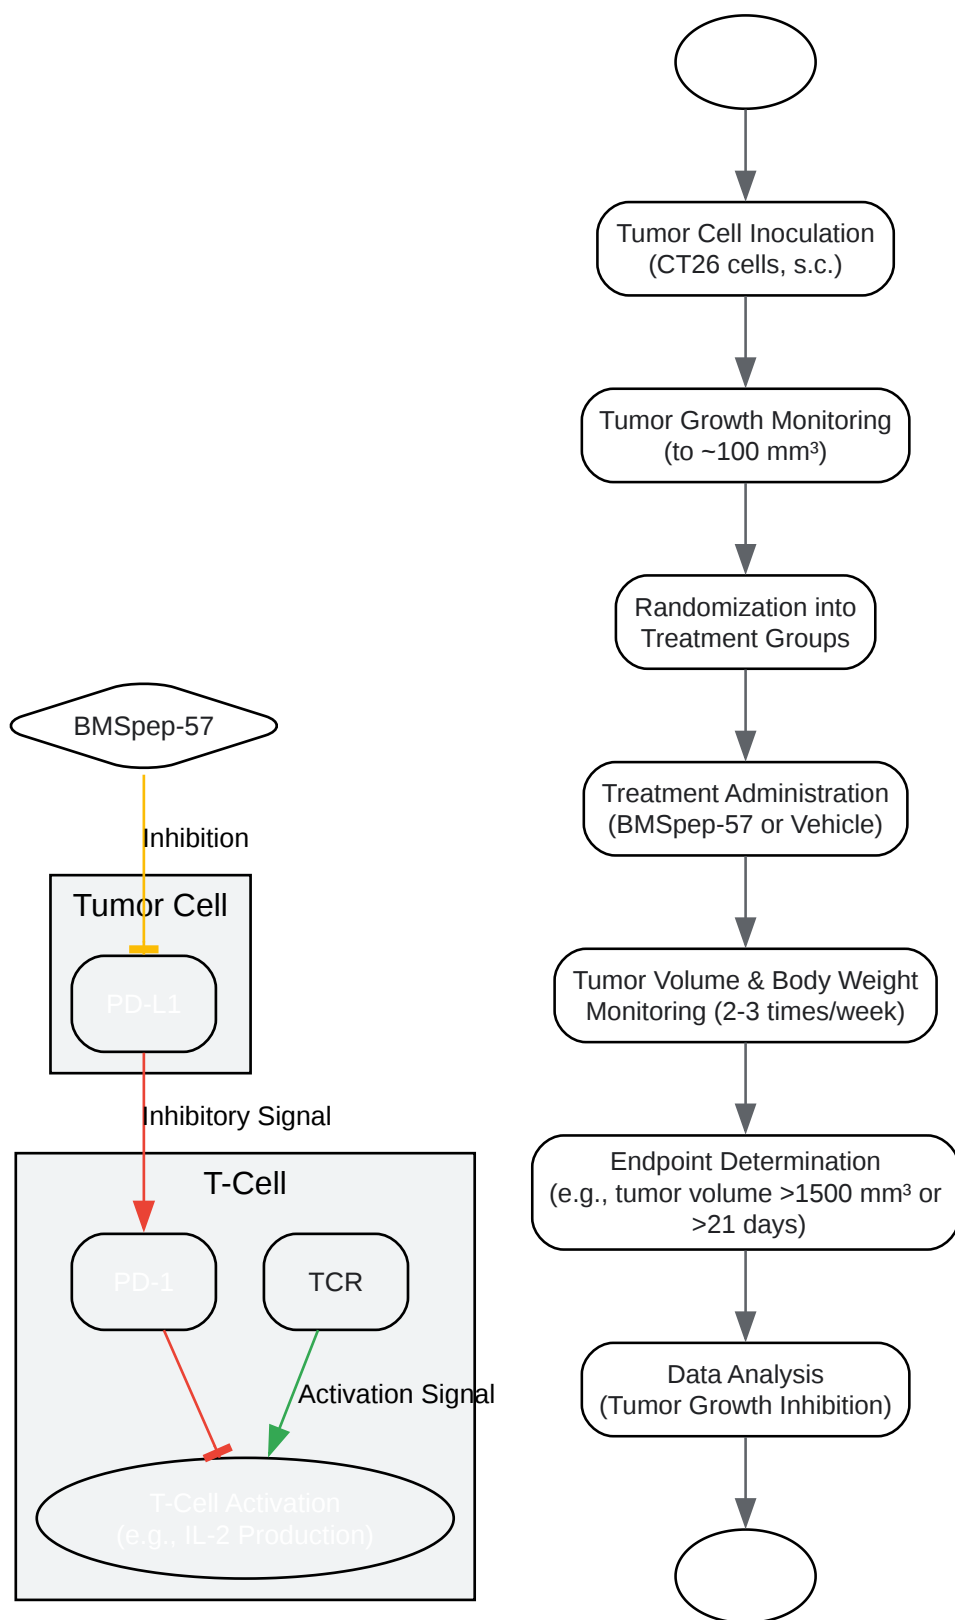 BMSpep-57
Inhibition
Tumor Cell
PD-L1
Inhibitory Signal
T-Cell
PD-1
TCR
Activation Signal
T-Cell Activation
(e.g., IL-2 Production)
Tumor Cell Inoculation
(CT26 cells, s.c.)
Tumor Growth Monitoring
(to ~100 mm³)
Randomization into
Treatment Groups
Treatment Administration
(BMSpep-57 or Vehicle)
Tumor Volume & Body Weight
Monitoring (2-3 times/week)
Endpoint Determination
(e.g., tumor volume >1500 mm³ or
>21 days)
Data Analysis
(Tumor Growth Inhibition)